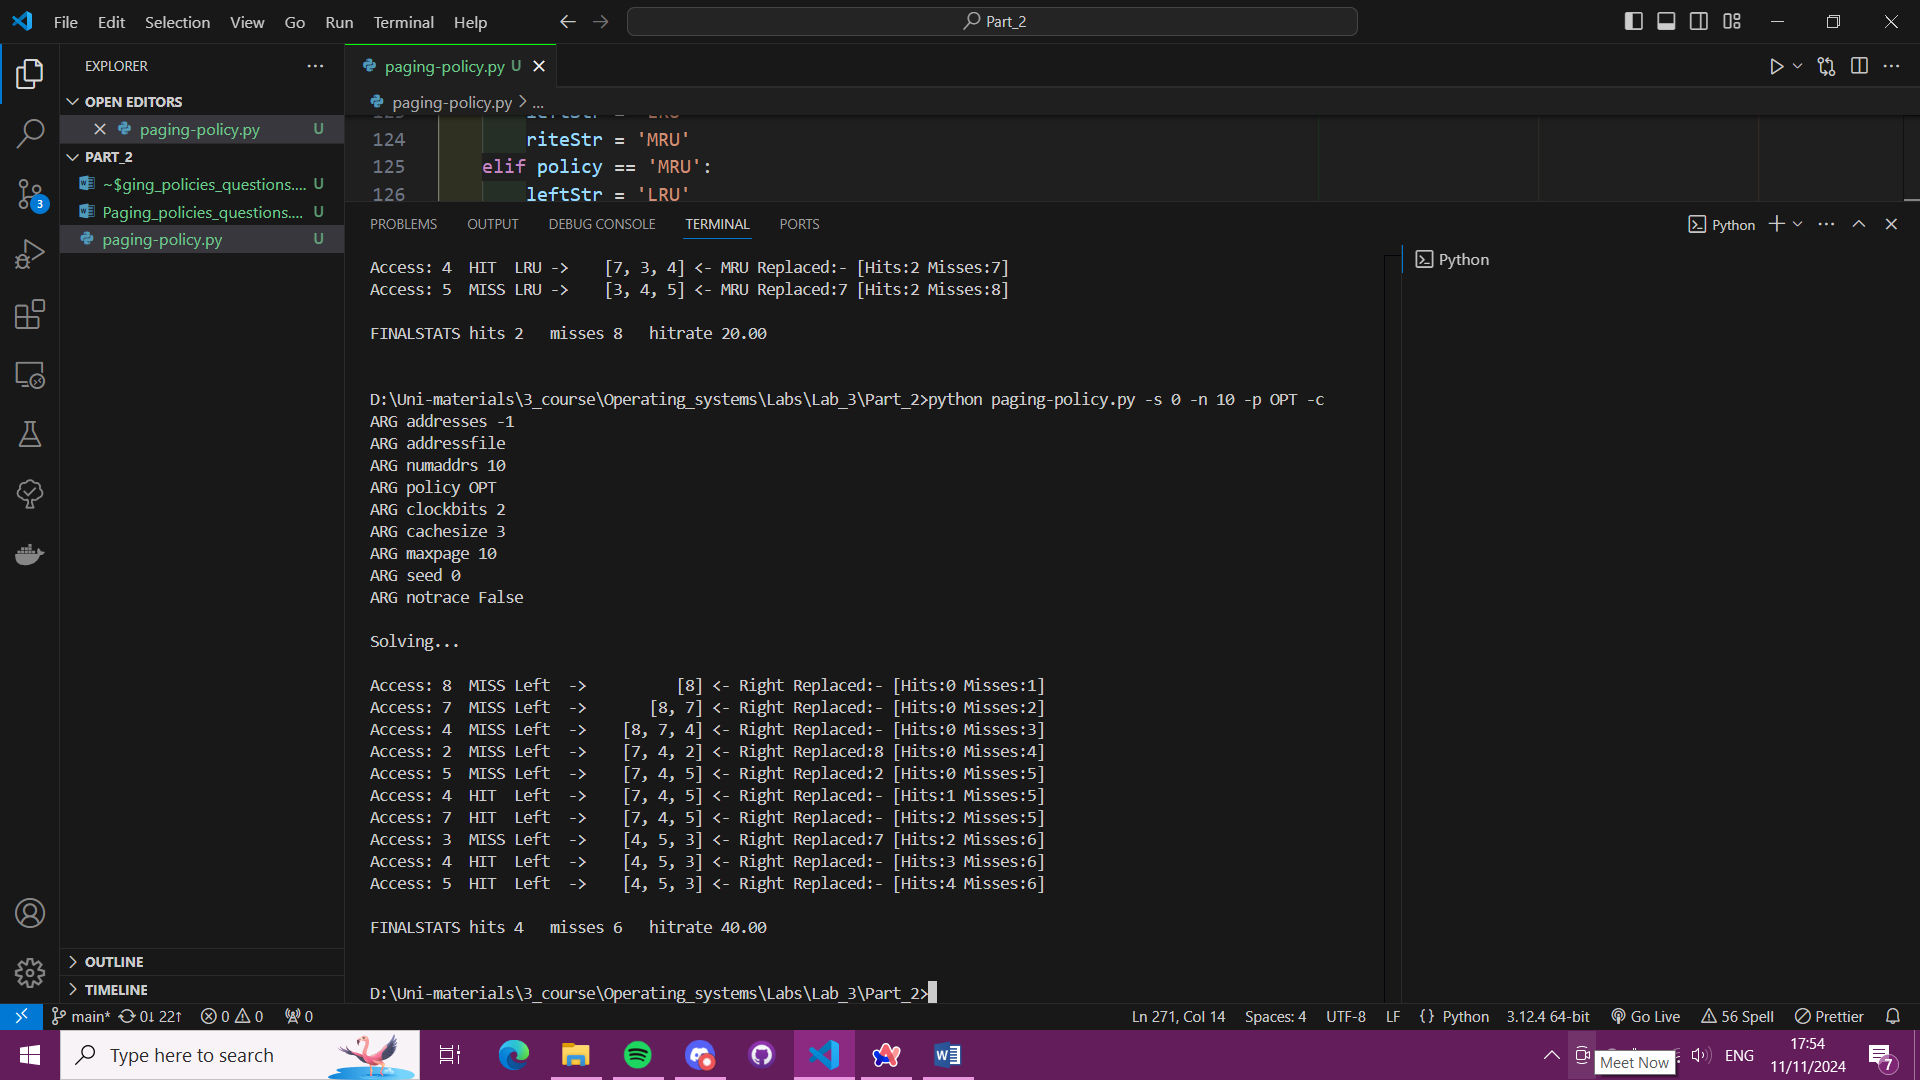 File Edit Selection View Go Run Terminal Help
Part_2
EXPLORER
OPEN EDITORS
paging-policy.py U
PART_2
~$ging_policies_questions.... U
Paging_policies_questions.... U
paging-policy.py U
OUTLINE
TIMELINE
paging-policy.py U
paging-policy.py > ...
124 riteStr = 'MRU'
125 elif policy == 'MRU':
126 leftStr = 'LRU'
PROBLEMS OUTPUT DEBUG CONSOLE TERMINAL PORTS
Python
Python
Access: 4 HIT LRU -> [7, 3, 4] <- MRU Replaced:- [Hits:2 Misses:7]
Access: 5 MISS LRU -> [3, 4, 5] <- MRU Replaced:7 [Hits:2 Misses:8]
FINALSTATS hits 2 misses 8 hitrate 20.00
D:\Uni-materials\3_course\Operating_systems\Labs\Lab_3\Part_2>python paging-policy.py -s 0 -n 10 -p OPT -c
ARG addresses -1
ARG addressfile
ARG numaddrs 10
ARG policy OPT
ARG clockbits 2
ARG cachesize 3
ARG maxpage 10
ARG seed 0
ARG notrace False
Solving...
Access: 8 MISS Left -> [8] <- Right Replaced:- [Hits:0 Misses:1]
Access: 7 MISS Left -> [8, 7] <- Right Replaced:- [Hits:0 Misses:2]
Access: 4 MISS Left -> [8, 7, 4] <- Right Replaced:- [Hits:0 Misses:3]
Access: 2 MISS Left -> [7, 4, 2] <- Right Replaced:8 [Hits:0 Misses:4]
Access: 5 MISS Left -> [7, 4, 5] <- Right Replaced:2 [Hits:0 Misses:5]
Access: 4 HIT Left -> [7, 4, 5] <- Right Replaced:- [Hits:1 Misses:5]
Access: 7 HIT Left -> [7, 4, 5] <- Right Replaced:- [Hits:2 Misses:5]
Access: 3 MISS Left -> [4, 5, 3] <- Right Replaced:7 [Hits:2 Misses:6]
Access: 4 HIT Left -> [4, 5, 3] <- Right Replaced:- [Hits:3 Misses:6]
Access: 5 HIT Left -> [4, 5, 3] <- Right Replaced:- [Hits:4 Misses:6]
FINALSTATS hits 4 misses 6 hitrate 40.00
D:\Uni-materials\3_course\Operating_systems\Labs\Lab_3\Part_2>
3
main* 0↓ 22↑ 0 0 0
Ln 271, Col 14 Spaces: 4 UTF-8 LF {} Python 3.12.4 64-bit Go Live 56 Spell Prettier
Type here to search
Meet Now
ENG
17:54
11/11/2024
7